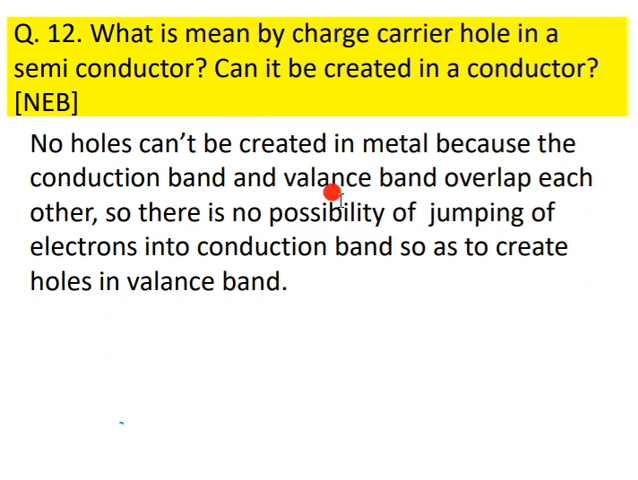 Q. 12. What is mean by charge carrier hole in a
semi conductor? Can it be created in a conductor?
[NEB]
No holes can’t be created in metal because the
conduction band and valance band overlap each
other, so there is no possibility of jumping of
electrons into conduction band so as to create
holes in valance band.